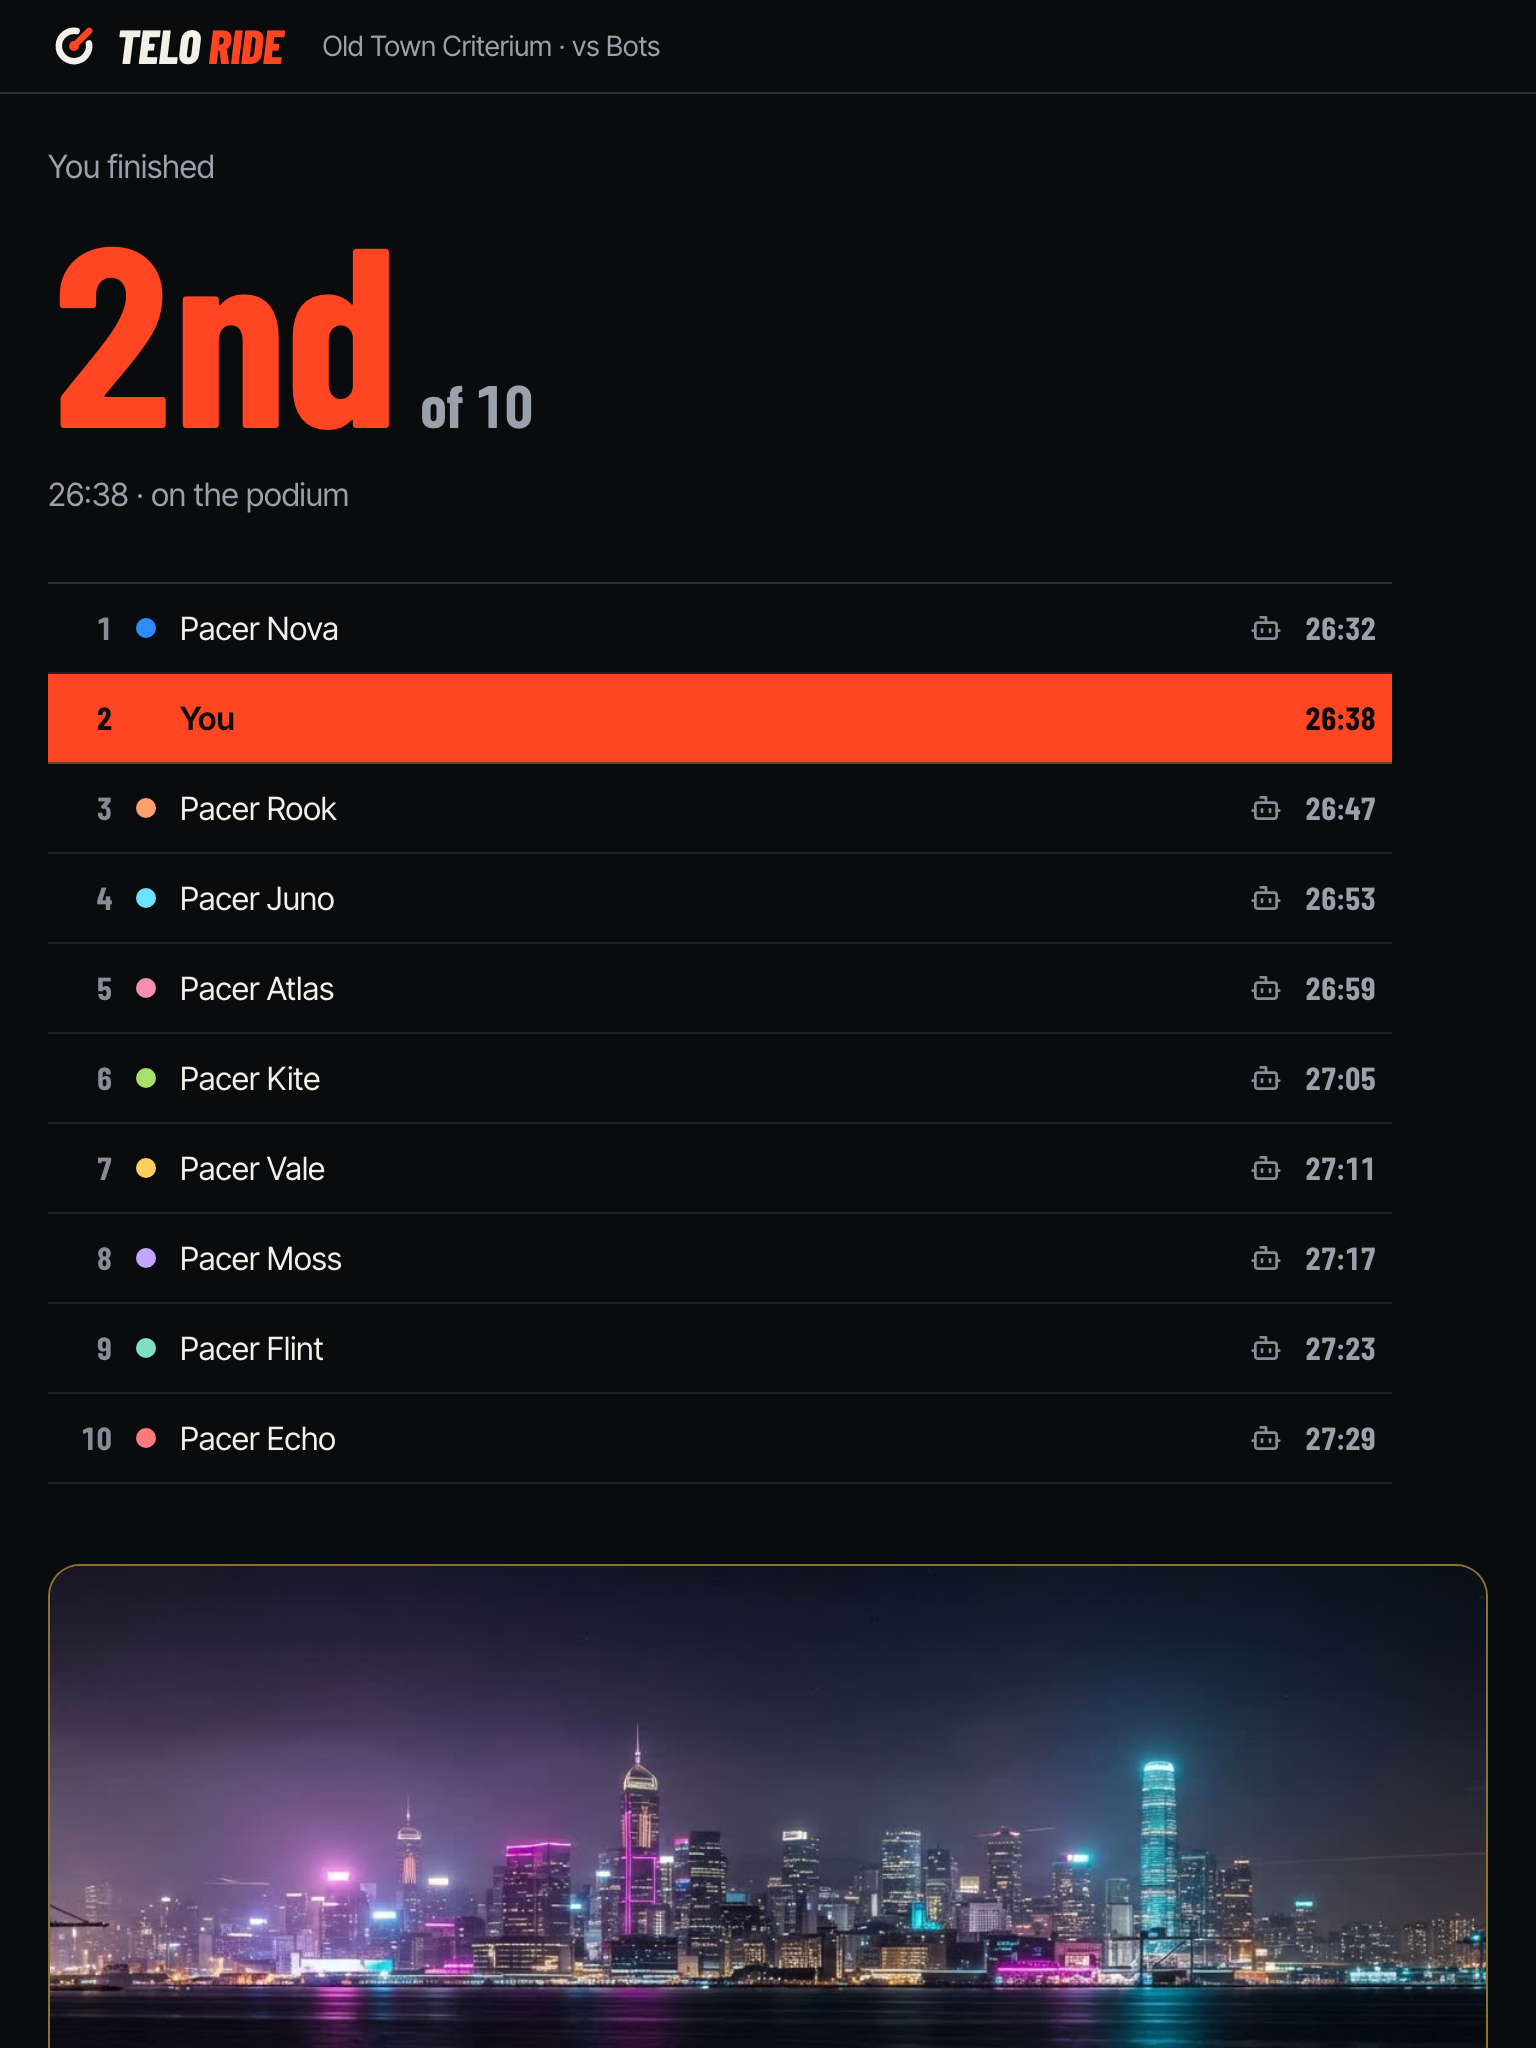 TELO RIDE Old Town Criterium · vs Bots
You finished
2nd of 10
26:38 · on the podium
1 Pacer Nova 26:32
2 You 26:38
3 Pacer Rook 26:47
4 Pacer Juno 26:53
5 Pacer Atlas 26:59
6 Pacer Kite 27:05
7 Pacer Vale 27:11
8 Pacer Moss 27:17
9 Pacer Flint 27:23
10 Pacer Echo 27:29